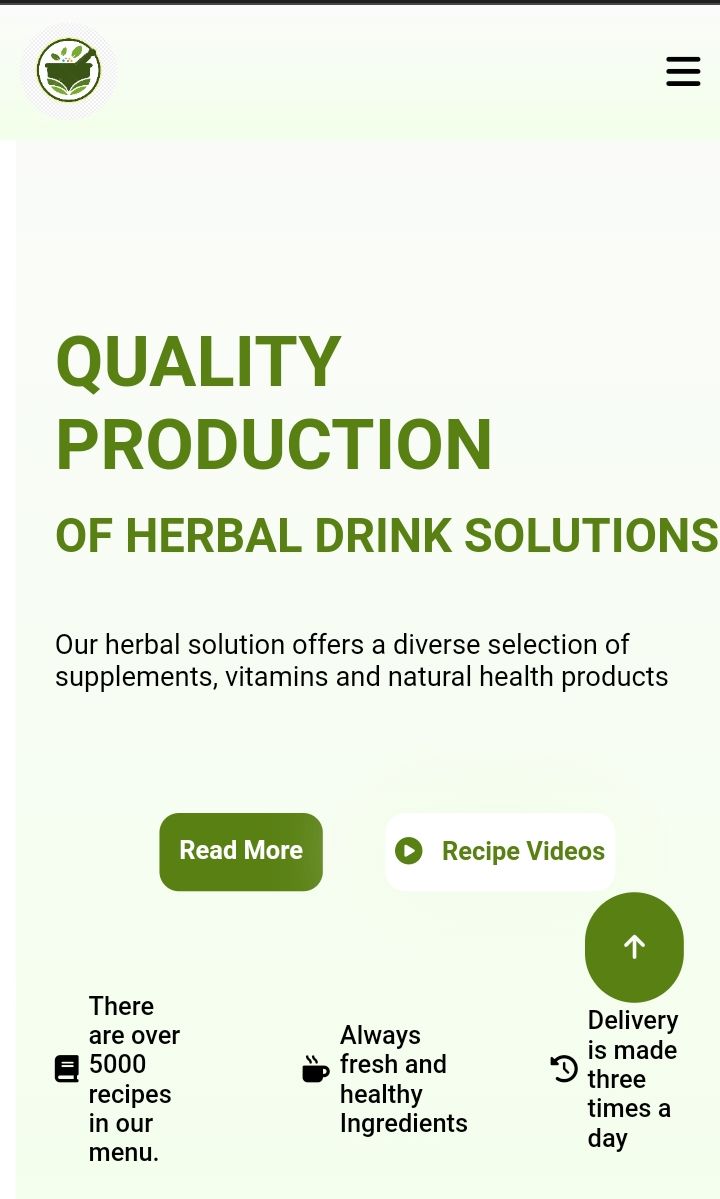 QUALITY
PRODUCTION
OF HERBAL DRINK SOLUTIONS
Our herbal solution offers a diverse selection of
supplements, vitamins and natural health products
Read More
Recipe Videos
There
are over
5000
recipes
in our
menu.
Always
fresh and
healthy
Ingredients
Delivery
is made
three
times a
day